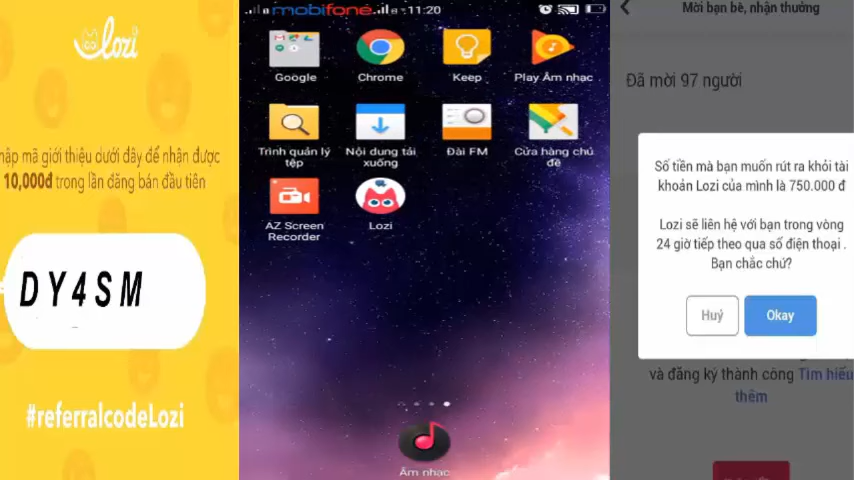 lozi
nhập mã giới thiệu dưới đây để nhận được
10,000đ trong lần đăng bán đầu tiên
DY4SM
#referralcodeLozi
mobifone
11:20
Google
Chrome
Keep
Play Âm nhạc
Trình quản lý
tệp
Nội dung tải
xuống
Đài FM
Cửa hàng chủ
đề
AZ Screen
Recorder
Lozi
Âm nhạc
Mời bạn bè, nhận thưởng
Đã mời 97 người
Số tiền mà bạn muốn rút ra khỏi tài
khoản Lozi của mình là 750.000 đ
Lozi sẽ liên hệ với bạn trong vòng
24 giờ tiếp theo qua số điện thoại .
Bạn chắc chứ?
Huỷ
Okay
và đăng ký thành công Tìm hiểu
thêm